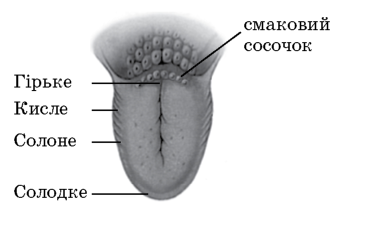 смаковий
сосочок
Гірьке
Кисле
Солоне
Солодке